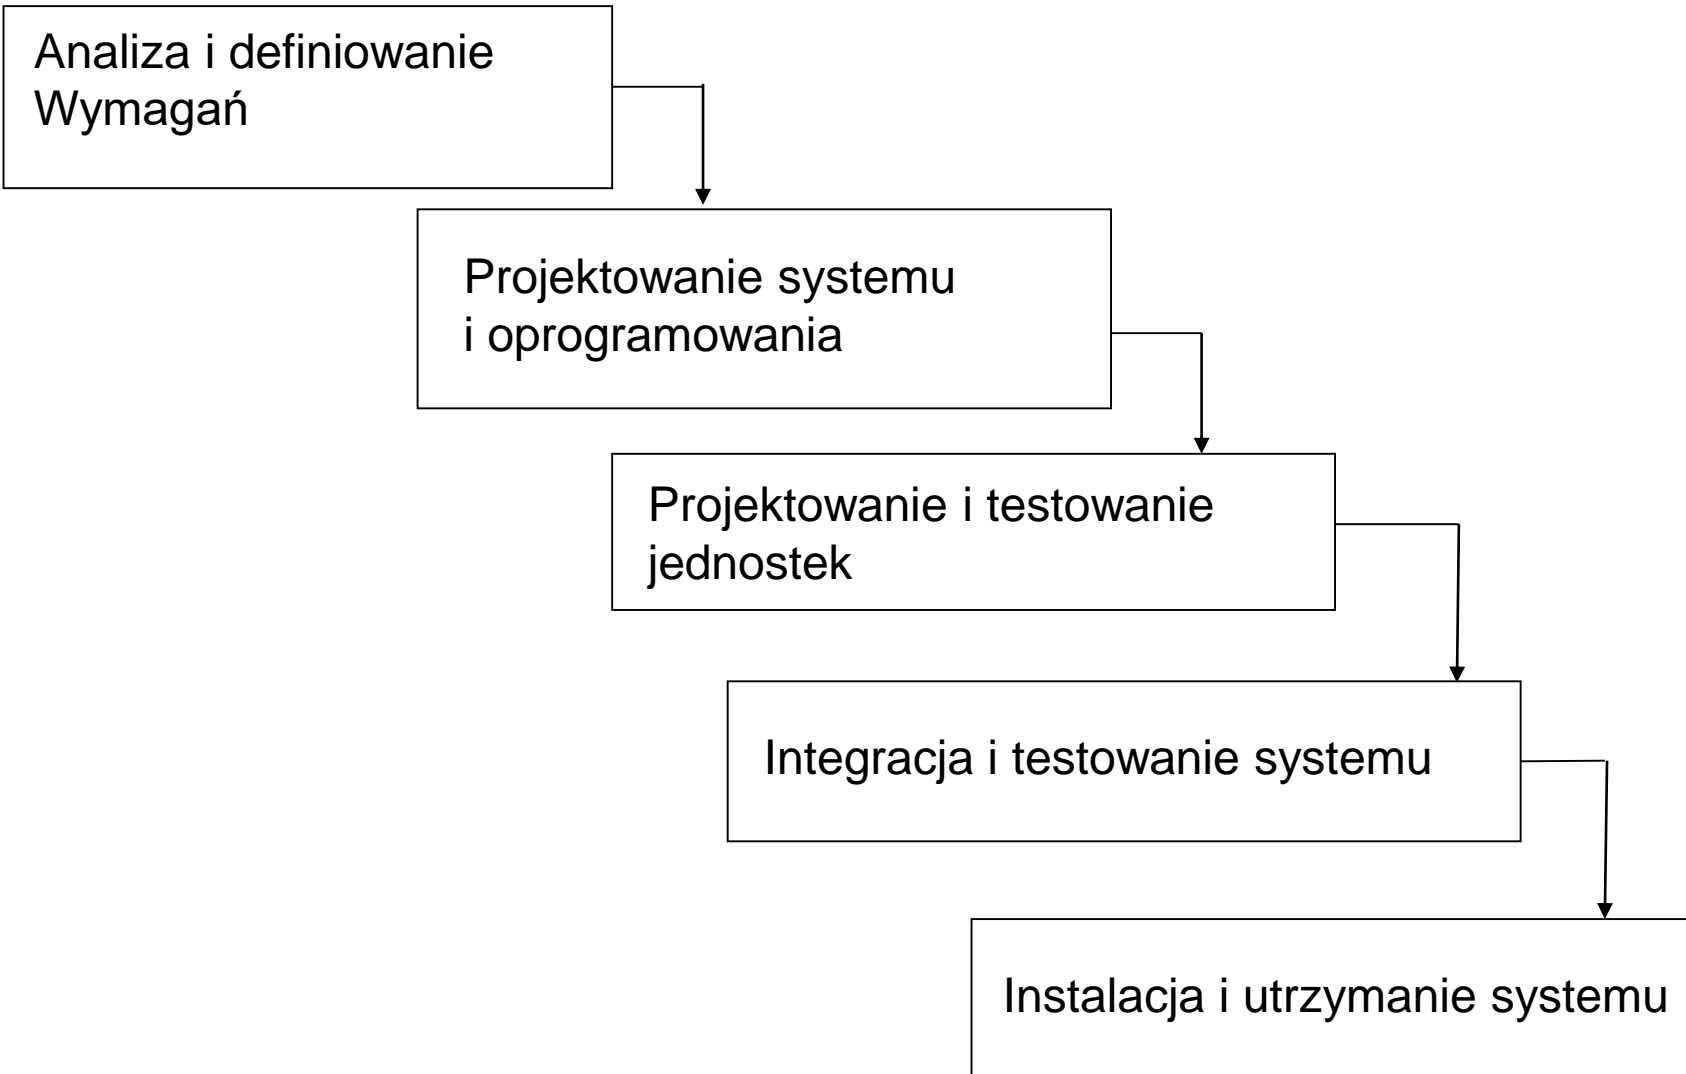 Analiza i definiowanie
Wymagań
Projektowanie systemu
i oprogramowania
Projektowanie i testowanie
jednostek
Integracja i testowanie systemu
Instalacja i utrzymanie systemu